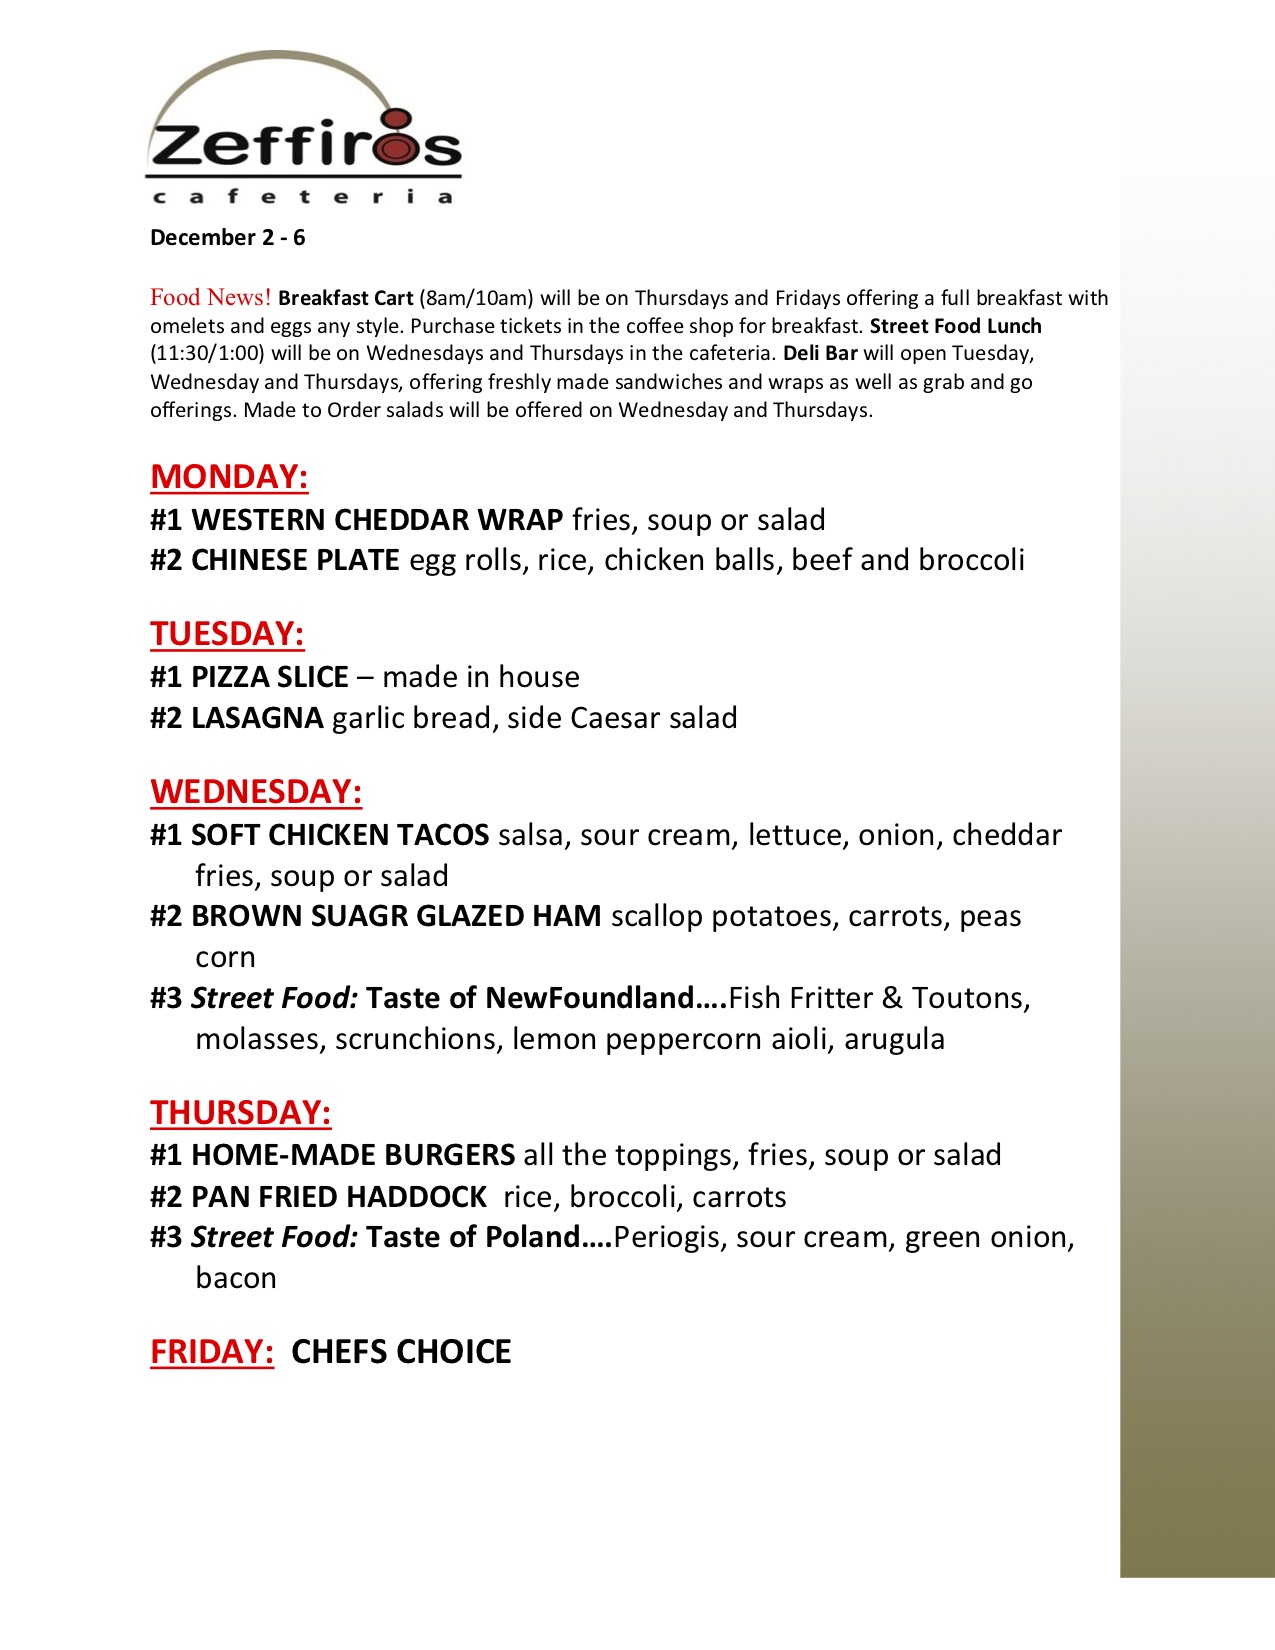 Zeffiros
cafeteria
December 2 - 6
Food News! Breakfast Cart (8am/10am) will be on Thursdays and Fridays offering a full breakfast with
omelets and eggs any style. Purchase tickets in the coffee shop for breakfast. Street Food Lunch
(11:30/1:00) will be on Wednesdays and Thursdays in the cafeteria. Deli Bar will open Tuesday,
Wednesday and Thursdays, offering freshly made sandwiches and wraps as well as grab and go
offerings. Made to Order salads will be offered on Wednesday and Thursdays.
MONDAY:
#1 WESTERN CHEDDAR WRAP fries, soup or salad
#2 CHINESE PLATE egg rolls, rice, chicken balls, beef and broccoli
TUESDAY:
#1 PIZZA SLICE – made in house
#2 LASAGNA garlic bread, side Caesar salad
WEDNESDAY:
#1 SOFT CHICKEN TACOS salsa, sour cream, lettuce, onion, cheddar
fries, soup or salad
#2 BROWN SUAGR GLAZED HAM scallop potatoes, carrots, peas
corn
#3 Street Food: Taste of NewFoundland….Fish Fritter & Toutons,
molasses, scrunchions, lemon peppercorn aioli, arugula
THURSDAY:
#1 HOME-MADE BURGERS all the toppings, fries, soup or salad
#2 PAN FRIED HADDOCK  rice, broccoli, carrots
#3 Street Food: Taste of Poland….Periogis, sour cream, green onion,
bacon
FRIDAY:  CHEFS CHOICE